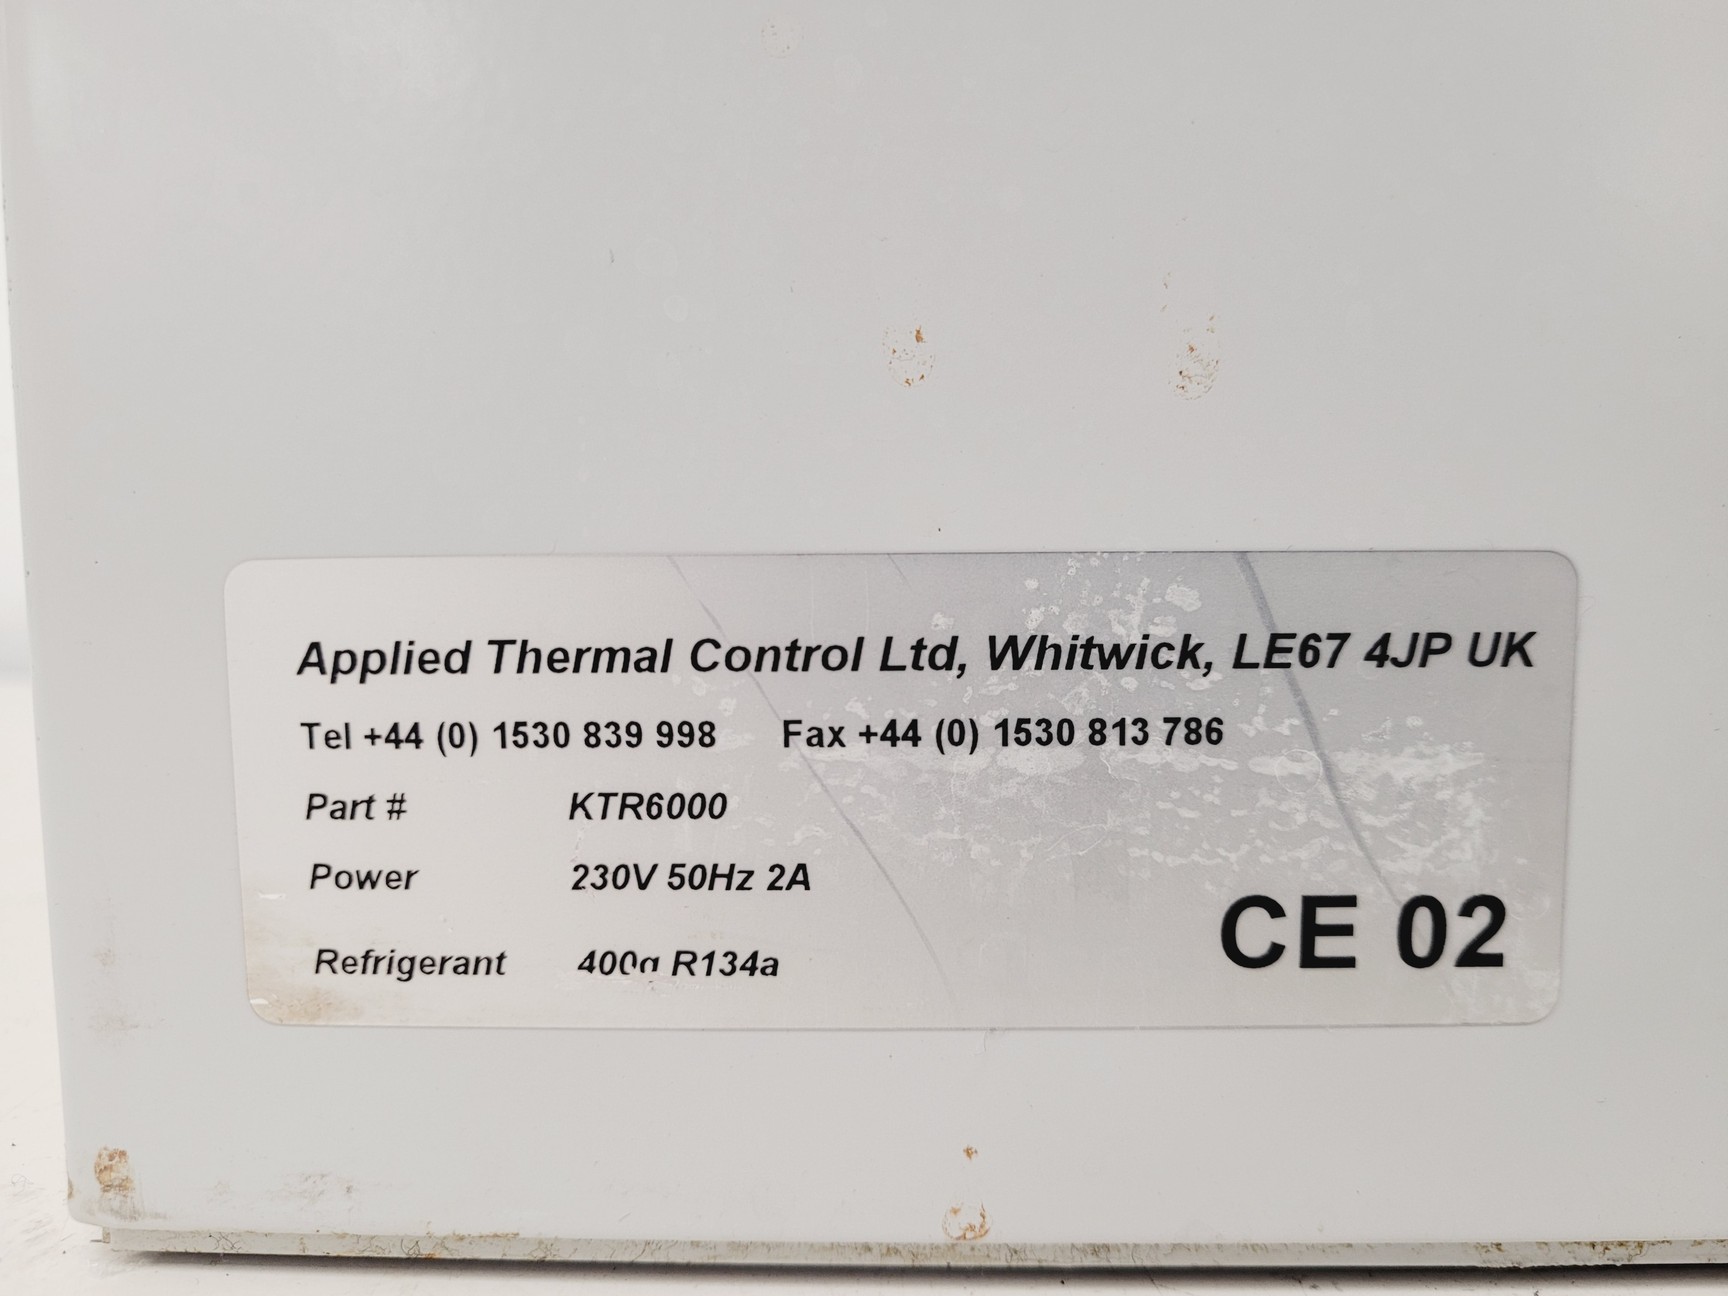 Applied Thermal Control Ltd, Whitwick, LE67 4JP UK
Tel +44 (0) 1530 839 998 Fax +44 (0) 1530 813 786
Part # KTR6000
Power 230V 50Hz 2A
Refrigerant 400g R134a
CE 02